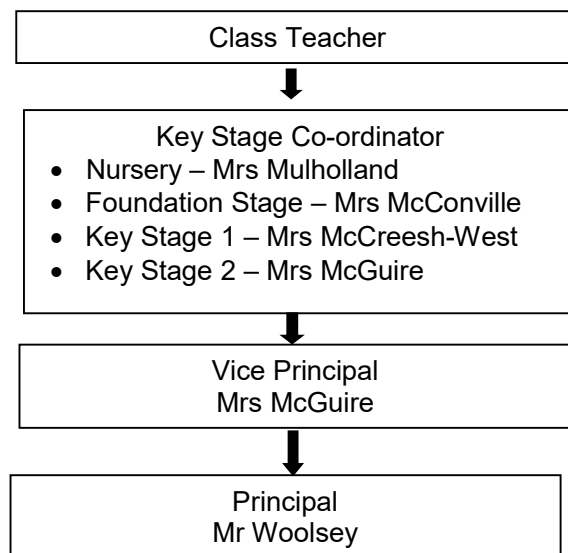 Class Teacher
Key Stage Co-ordinator
• Nursery – Mrs Mulholland
• Foundation Stage – Mrs McConville
• Key Stage 1 – Mrs McCreesh-West
• Key Stage 2 – Mrs McGuire
Vice Principal
Mrs McGuire
Principal
Mr Woolsey